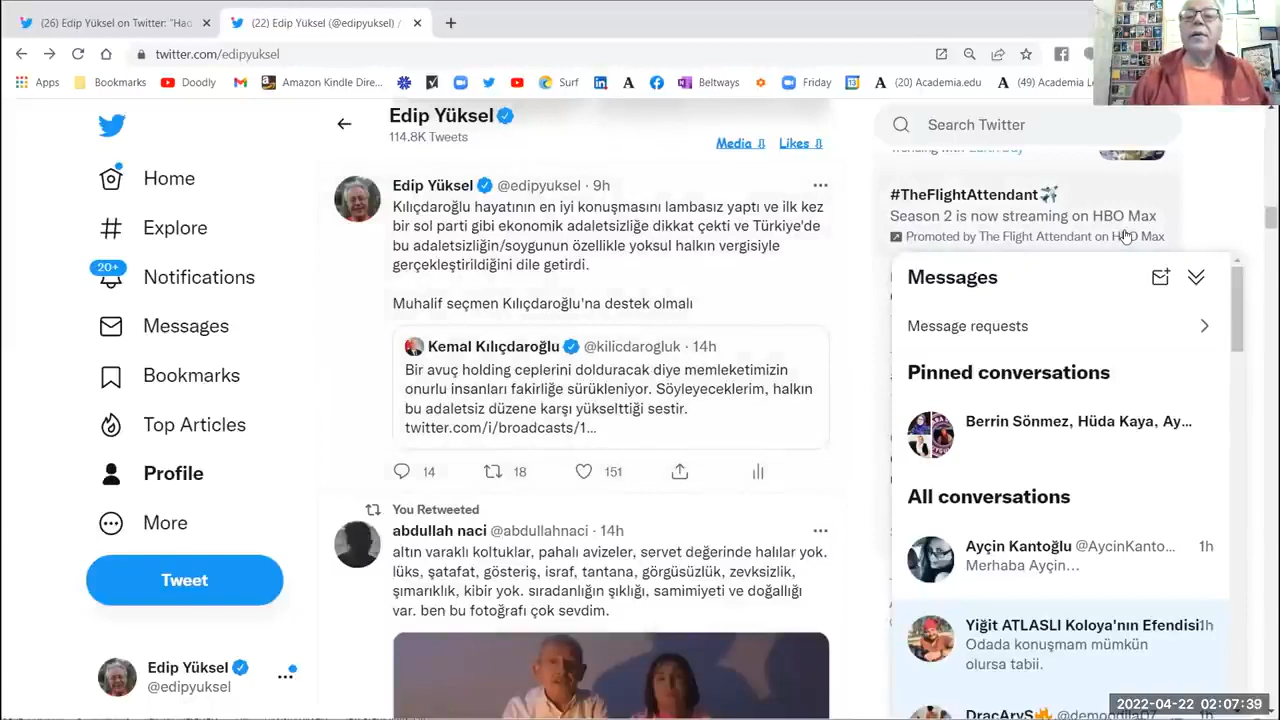 (26) Edip Yüksel on Twitter: "Hac
(22) Edip Yüksel (@edipyuksel) /
twitter.com/edipyuksel
Apps
Bookmarks
Doodly
Amazon Kindle Dire...
Surf
Beltways
Friday
(20) Academia.edu
(49) Academia L
Home
Explore
20+
Notifications
Messages
Bookmarks
Top Articles
Profile
More
Tweet
Edip Yüksel
@edipyuksel
Edip Yüksel
114.8K Tweets
Media ⇩ Likes ⇩
Edip Yüksel @edipyuksel · 9h
Kılıçdaroğlu hayatının en iyi konuşmasını lambasız yaptı ve ilk kez
bir sol parti gibi ekonomik adaletsizliğe dikkat çekti ve Türkiye'de
bu adaletsizliğin/soygunun özellikle yoksul halkın vergisiyle
gerçekleştirildiğini dile getirdi.
Muhalif seçmen Kılıçdaroğlu'na destek olmalı
Kemal Kılıçdaroğlu @kilicdarogluk · 14h
Bir avuç holding ceplerini dolduracak diye memleketimizin
onurlu insanları fakirliğe sürükleniyor. Söyleyeceklerim, halkın
bu adaletsiz düzene karşı yükselttiği sestir.
twitter.com/i/broadcasts/1...
14 18 151
You Retweeted
abdullah naci @abdullahnaci · 14h
altın varaklı koltuklar, pahalı avizeler, servet değerinde halılar yok.
lüks, şatafat, gösteriş, israf, tantana, görgüsüzlük, zevksizlik,
şımarıklık, kibir yok. sıradanlığın şıklığı, samimiyeti ve doğallığı
var. ben bu fotoğrafı çok sevdim.
Search Twitter
Trending with Earth Day
#TheFlightAttendant
Season 2 is now streaming on HBO Max
Promoted by The Flight Attendant on HBO Max
Messages
Message requests
Pinned conversations
Berrin Sönmez, Hüda Kaya, Ay...
All conversations
Ayçin Kantoğlu @AycinKanto... 1h
Merhaba Ayçin...
Yiğit ATLASLI Koloya'nın Efendisi 1h
Odada konuşmam mümkün
olursa tabii.
2022-04-22 02:07:39